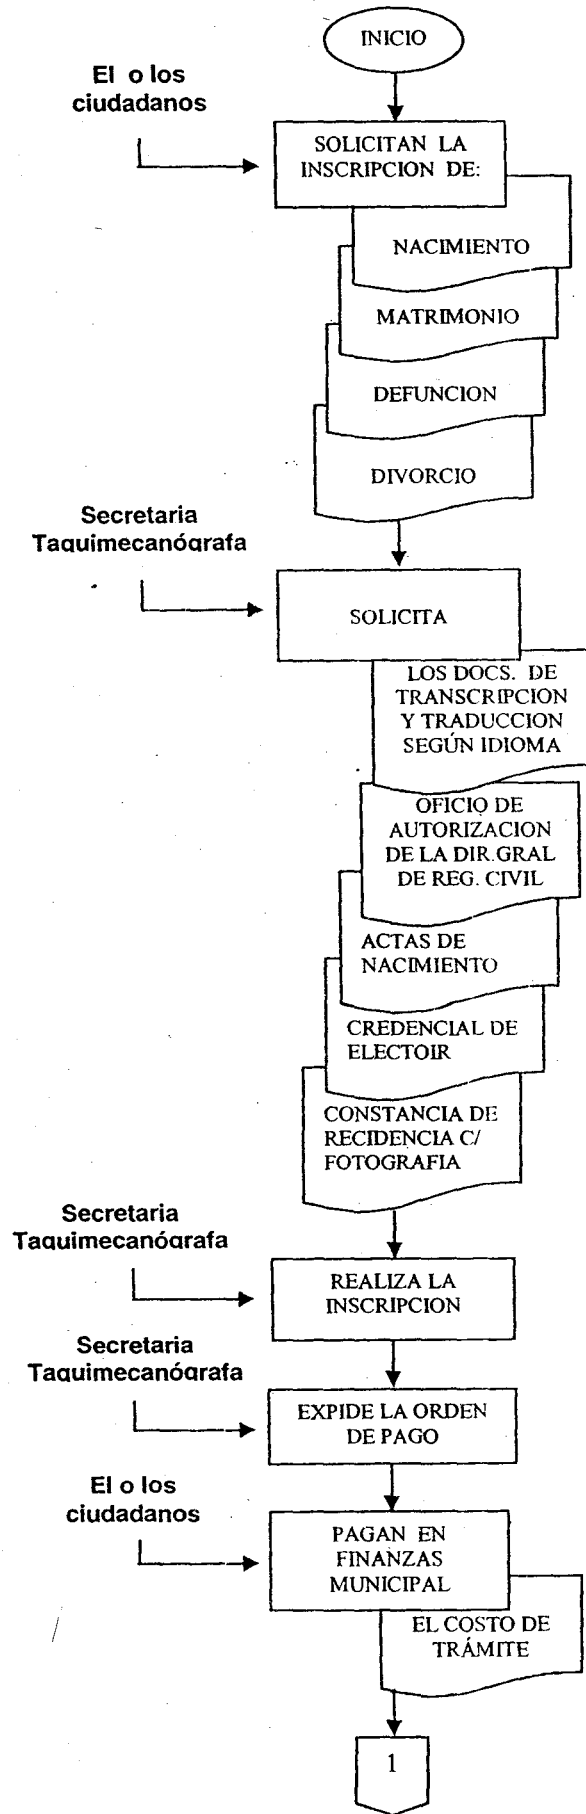 INICIO
El o los
ciudadanos
SOLICITAN LA
INSCRIPCION DE:
NACIMIENTO
MATRIMONIO
DEFUNCION
DIVORCIO
Secretaria
Taquimecanógrafa
SOLICITA
LOS DOCS. DE
TRANSCRIPCION
Y TRADUCCION
SEGÚN IDIOMA
OFICIO DE
AUTORIZACION
DE LA DIR.GRAL
DE REG. CIVIL
ACTAS DE
NACIMIENTO
CREDENCIAL DE
ELECTOIR
CONSTANCIA DE
RECIDENCIA C/
FOTOGRAFIA
Secretaria
Taquimecanógrafa
REALIZA LA
INSCRIPCION
Secretaria
Taquimecanógrafa
EXPIDE LA ORDEN
DE PAGO
El o los
ciudadanos
PAGAN EN
FINANZAS
MUNICIPAL
EL COSTO DE
TRÁMITE
1